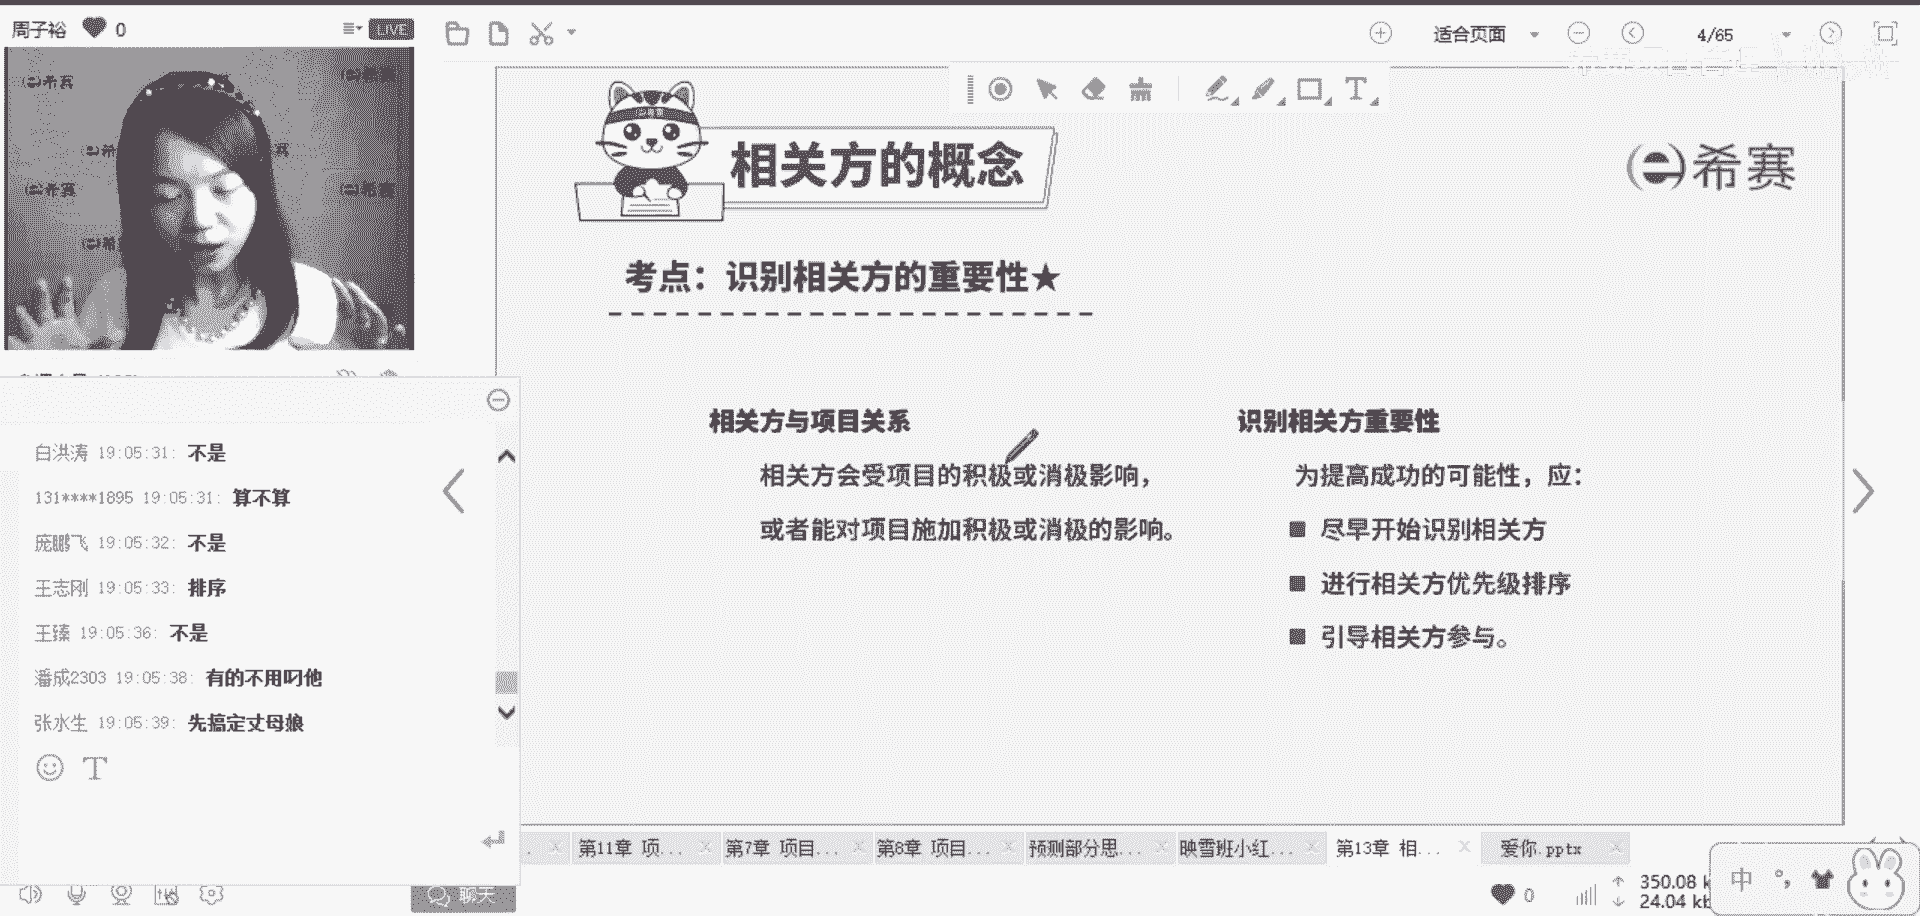 周子裕 0
LIVE
适合页面
4/65
希赛
相关方的概念
希赛
考点：识别相关方的重要性★
相关方与项目关系
相关方会受项目的积极或消极影响，
或者能对项目施加积极或消极的影响。
识别相关方重要性
为提高成功的可能性，应：
尽早开始识别相关方
进行相关方优先级排序
引导相关方参与。
白洪涛 19:05:31: 不是
131****1895 19:05:31: 算不算
庞鹏飞 19:05:32: 不是
王志刚 19:05:33: 排序
王臻 19:05:36: 不是
潘成2303 19:05:38: 有的不用叼他
张水生 19:05:39: 先搞定丈母娘
聊天
第11章 项...
第7章 项目...
第8章 项目...
预测部分思...
映雪班小红...
第13章 相...
爱你.pptx
0
350.08 k
24.04 kb
中